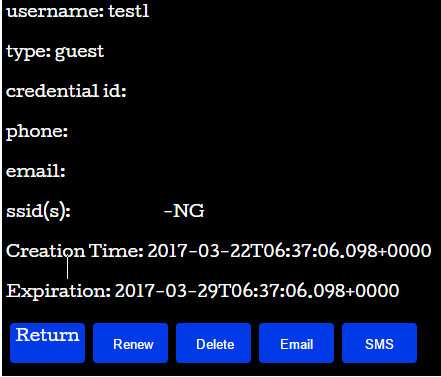 username: test1
type: guest
credential id:
phone:
email:
ssid(s): -NG
Creation Time: 2017-03-22T06:37:06.098+0000
Expiration: 2017-03-29T06:37:06.098+0000
Return Renew Delete Email SMS